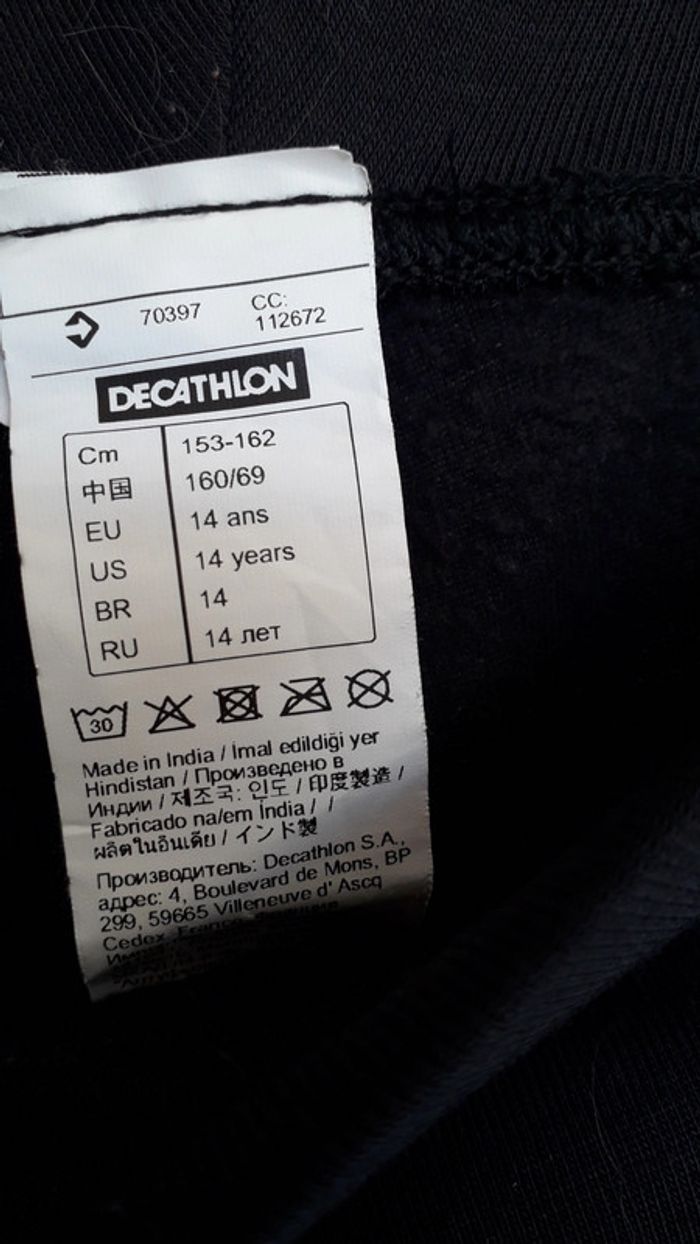 70397
CC:
112672
DECATHLON
Cm 153-162
中国 160/69
EU 14 ans
US 14 years
BR 14
RU 14 лет
30
Made in India / İmal edildiği yer
Hindistan / Произведено в
Индии / 제조국: 인도 / 印度製造 /
Fabricado na/em Índia / /
ผลิตในอินเดีย / インド製
Производитель: Decathlon S.A.,
адрес: 4, Boulevard de Mons, BP
299, 59665 Villeneuve d' Ascq
Cedex, France, Франция